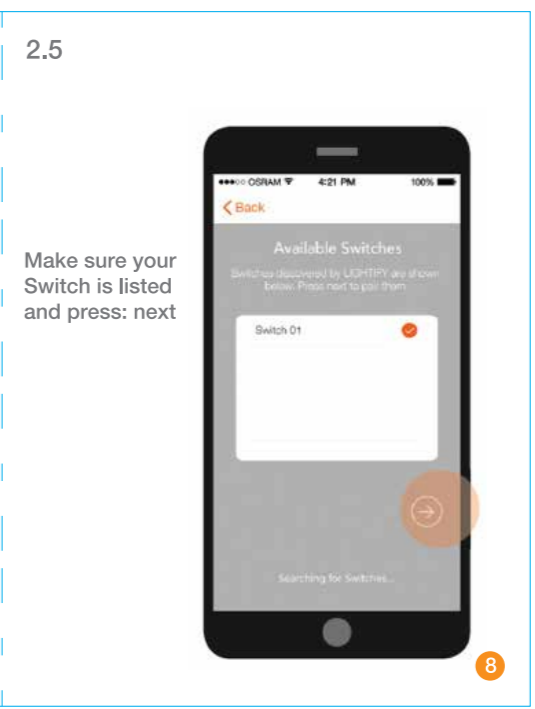 2.5
Make sure your
Switch is listed
and press: next
OSRAM 4:21 PM 100%
Back
Available Switches
Switches discovered by LIGHTIFY are shown
below. Press next to pair them
Switch 01
Searching for Switches...
8